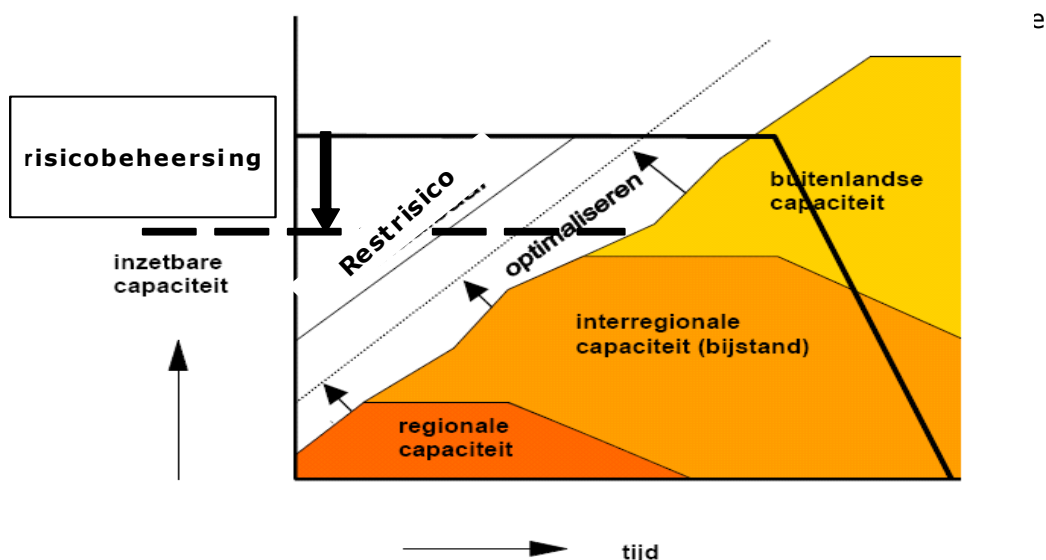 e
risicobeheersing
Restrisico
optimaliseren
buitenlandse
capaciteit
inzetbare
capaciteit
interregionale
capaciteit (bijstand)
regionale
capaciteit
tijd